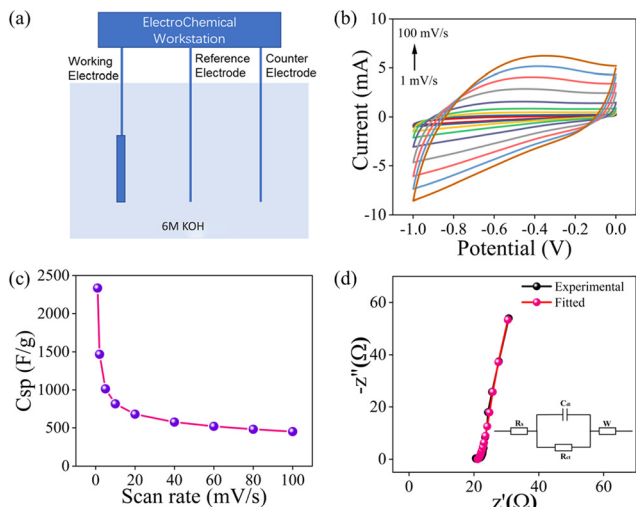 (a)
ElectroChemical
Workstation
Working
Electrode
Reference
Electrode
Counter
Electrode
6M KOH
(b)
100 mV/s
1 mV/s
Current (mA)
10
5
0
-5
-10
-1.0
-0.8
-0.6
-0.4
-0.2
0.0
Potential (V)
(c)
Csp (F/g)
2500
2000
1500
1000
500
0
0
20
40
60
80
100
Scan rate (mV/s)
(d)
Experimental
Fitted
-z"(Ω)
60
40
20
0
Rs
Cdl
Rct
W
0
20
40
60
z'(Ω)